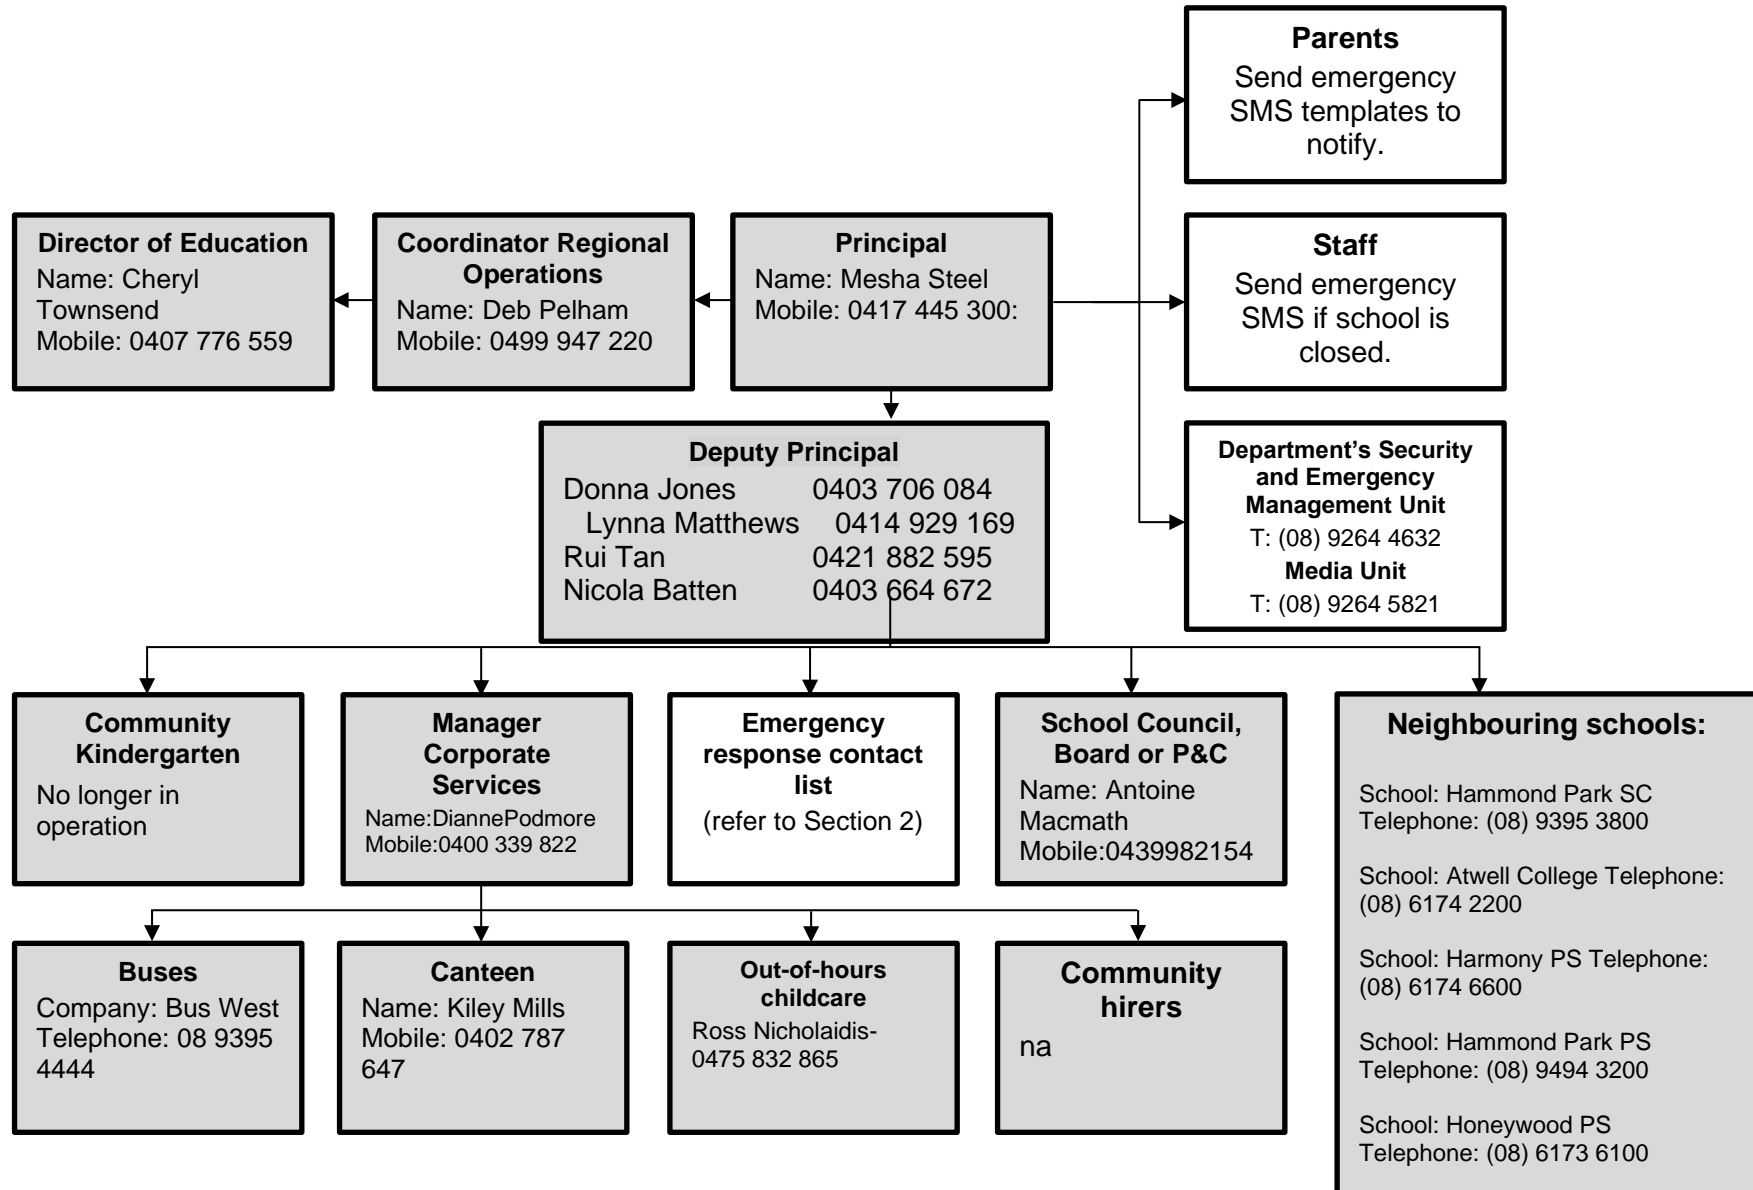 Parents
Send emergency
SMS templates to
notify.
Director of Education
Name: Cheryl
Townsend
Mobile: 0407 776 559
Coordinator Regional
Operations
Name: Deb Pelham
Mobile: 0499 947 220
Principal
Name: Mesha Steel
Mobile: 0417 445 300:
Staff
Send emergency
SMS if school is
closed.
Deputy Principal
Donna Jones 0403 706 084
Lynna Matthews 0414 929 169
Rui Tan 0421 882 595
Nicola Batten 0403 664 672
Department’s Security
and Emergency
Management Unit
T: (08) 9264 4632
Media Unit
T: (08) 9264 5821
Community
Kindergarten
No longer in
operation
Manager
Corporate
Services
Name:DiannePodmore
Mobile:0400 339 822
Emergency
response contact
list
(refer to Section 2)
School Council,
Board or P&C
Name: Antoine
Macmath
Mobile:0439982154
Neighbouring schools:
School: Hammond Park SC
Telephone: (08) 9395 3800
School: Atwell College Telephone:
(08) 6174 2200
School: Harmony PS Telephone:
(08) 6174 6600
School: Hammond Park PS
Telephone: (08) 9494 3200
School: Honeywood PS
Telephone: (08) 6173 6100
Buses
Company: Bus West
Telephone: 08 9395
4444
Canteen
Name: Kiley Mills
Mobile: 0402 787
647
Out-of-hours
childcare
Ross Nicholaidis-
0475 832 865
Community
hirers
na